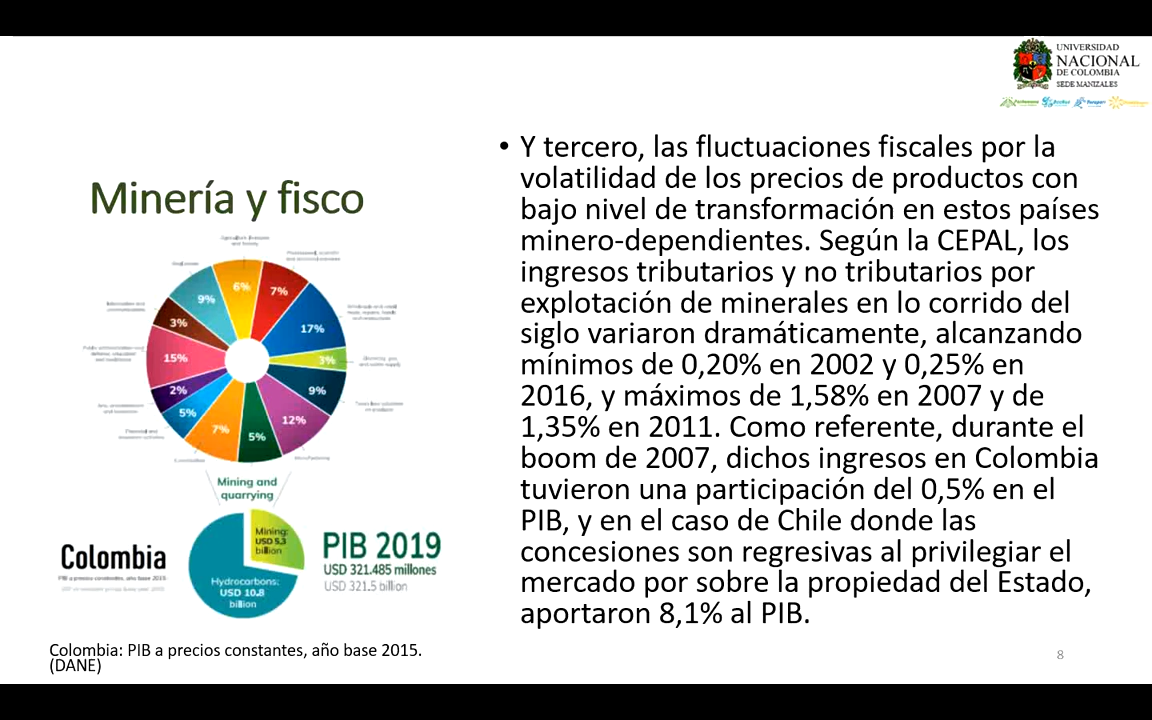 UNIVERSIDAD
NACIONAL
DE COLOMBIA
SEDE MANIZALES
Minería y fisco
6%
7%
9%
17%
3%
3%
15%
9%
2%
5%
12%
7%
5%
Mining and
quarrying
Mining:
USD 5.3
billion
Hydrocarbons:
USD 10.8
billion
Colombia
PIB a precios constantes, año base 2015
PIB 2019
USD 321.485 millones
USD 321.5 billion
Colombia: PIB a precios constantes, año base 2015.
(DANE)
• Y tercero, las fluctuaciones fiscales por la
volatilidad de los precios de productos con
bajo nivel de transformación en estos países
minero-dependientes. Según la CEPAL, los
ingresos tributarios y no tributarios por
explotación de minerales en lo corrido del
siglo variaron dramáticamente, alcanzando
mínimos de 0,20% en 2002 y 0,25% en
2016, y máximos de 1,58% en 2007 y de
1,35% en 2011. Como referente, durante el
boom de 2007, dichos ingresos en Colombia
tuvieron una participación del 0,5% en el
PIB, y en el caso de Chile donde las
concesiones son regresivas al privilegiar el
mercado por sobre la propiedad del Estado,
aportaron 8,1% al PIB.
8